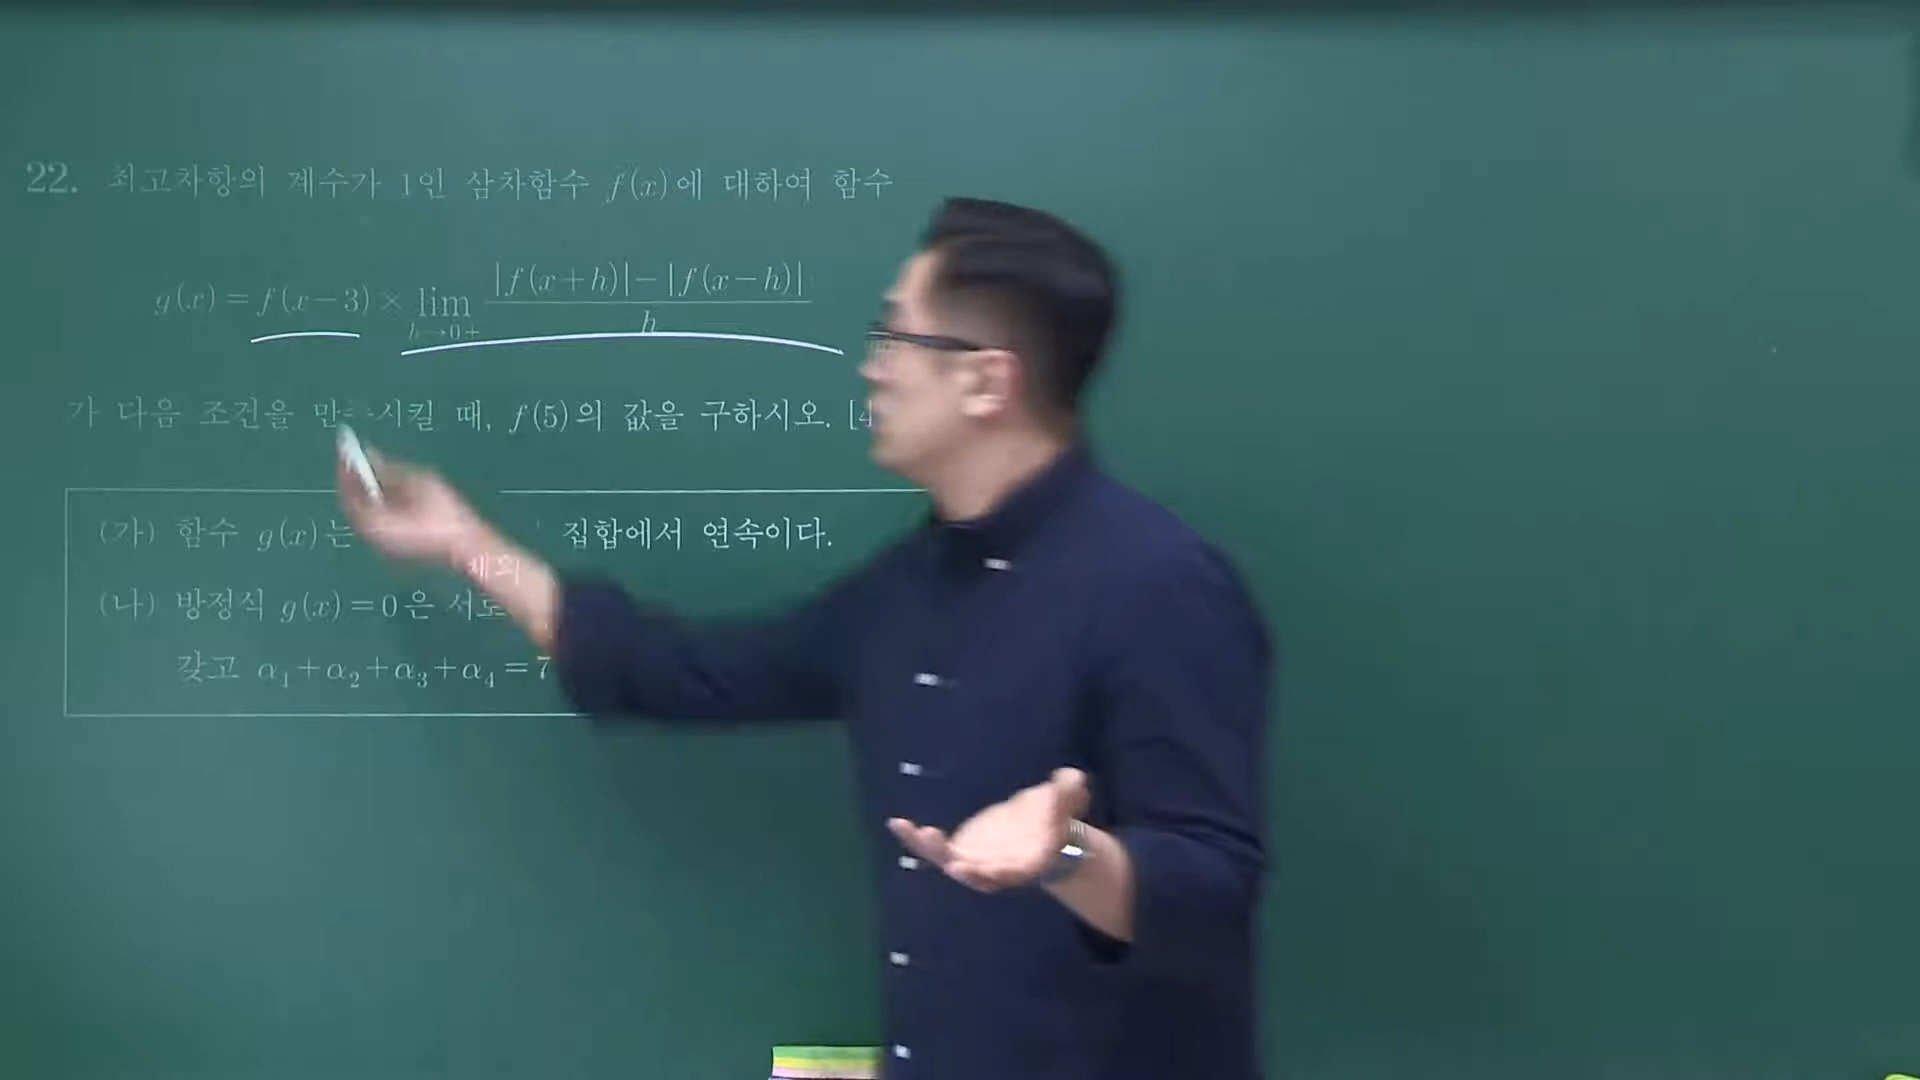 22. 최고차항의 계수가 1인 삼차함수 f(x)에 대하여 함수
g(x) = f(x−3) × lim h→0+ |f(x+h)|−|f(x−h)| / h
가 다음 조건을 시킬 때, f(5)의 값을 구하시오. [4
(가) 함수 g(x)는 집합에서 연속이다.
(나) 방정식 g(x)=0은 서로
갖고 α₁+α₂+α₃+α₄=7